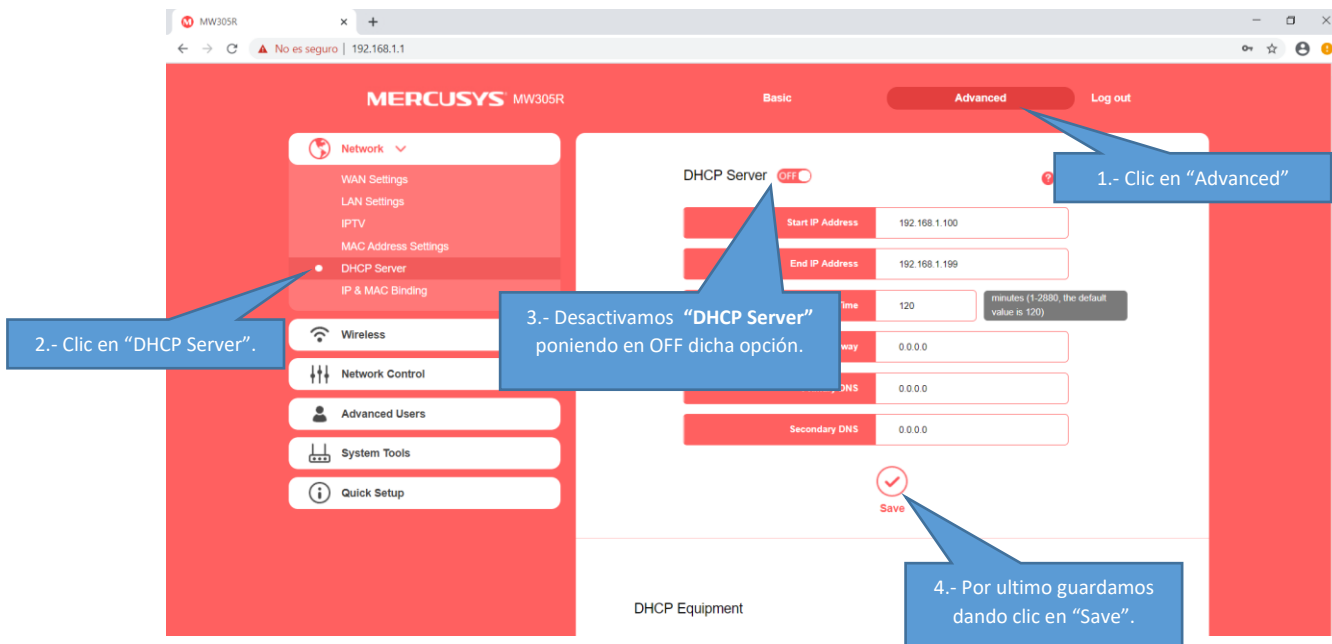 MW305R
No es seguro | 192.168.1.1
MERCUSYS MW305R
Basic
Advanced
Log out
Network
WAN Settings
LAN Settings
IPTV
MAC Address Settings
DHCP Server
IP & MAC Binding
Wireless
Network Control
Advanced Users
System Tools
Quick Setup
DHCP Server OFF
Start IP Address 192.168.1.100
End IP Address 192.168.1.199
Time 120 minutes (1-2880, the default
value is 120)
way 0.0.0.0
DNS 0.0.0.0
Secondary DNS 0.0.0.0
Save
DHCP Equipment
1.- Clic en “Advanced”
2.- Clic en “DHCP Server”.
3.- Desactivamos “DHCP Server”
poniendo en OFF dicha opción.
4.- Por ultimo guardamos
dando clic en “Save”.